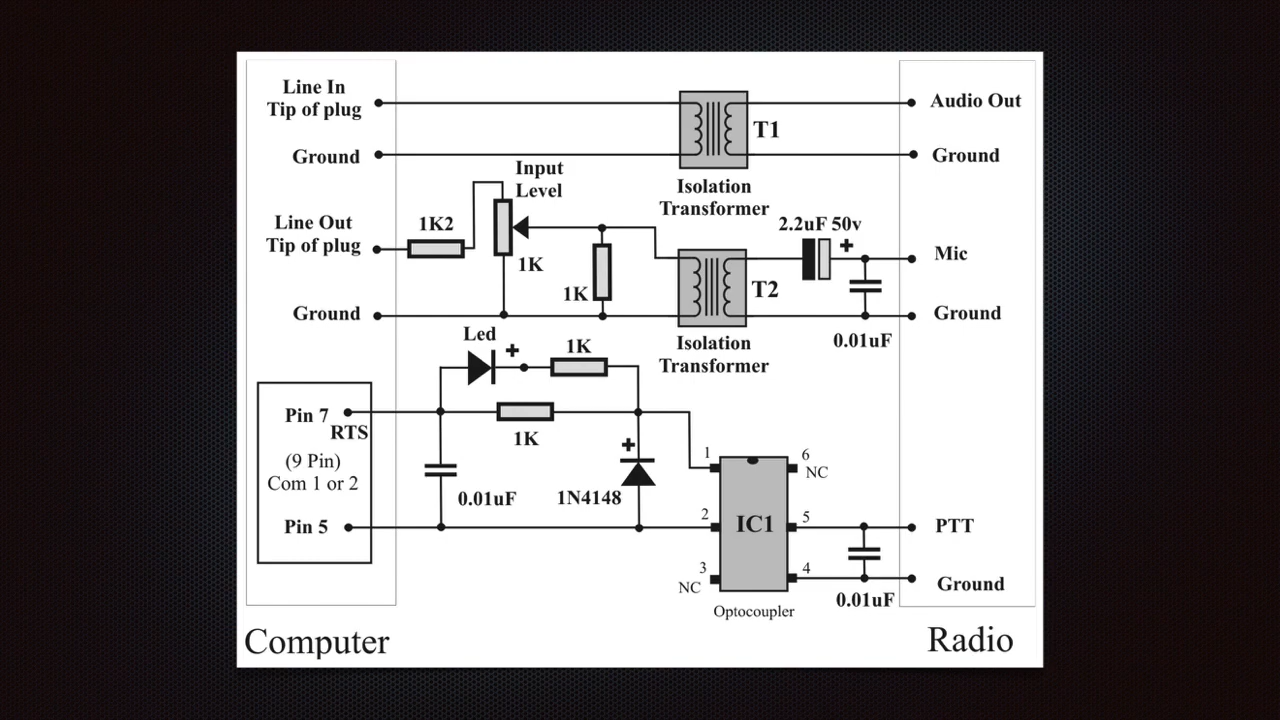 Line In
Tip of plug
Audio Out
T1
Ground
Ground
Input
Level
Isolation
Transformer
Line Out
Tip of plug
1K2
2.2uF 50v
+
Mic
1K
1K
T2
Ground
Ground
Led
+
1K
Isolation
Transformer
0.01uF
Pin 7
RTS
1K
+
1
6
NC
(9 Pin)
Com 1 or 2
0.01uF
1N4148
Pin 5
2
IC1
5
PTT
3
NC
4
Ground
0.01uF
Optocoupler
Computer
Radio